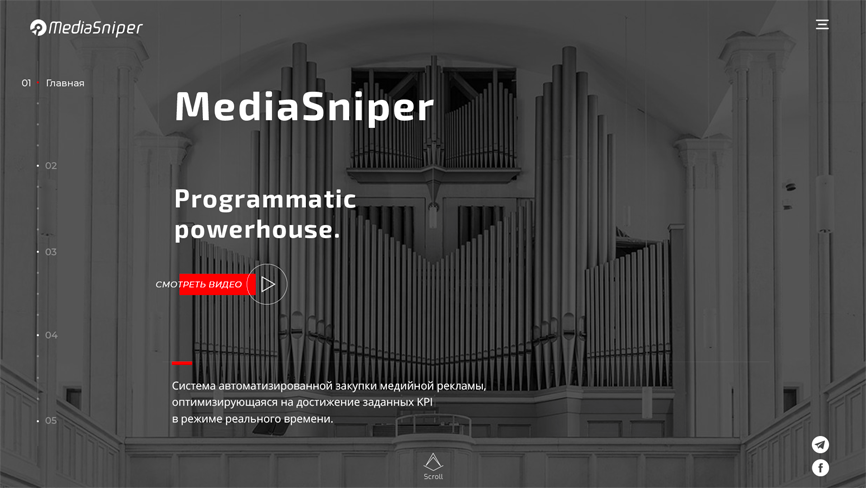 MediaSniper
01 Главная
MediaSniper
02
Programmatic
powerhouse.
03
СМОТРЕТЬ ВИДЕО
04
Система автоматизированной закупки медийной рекламы,
оптимизирующаяся на достижение заданных KPI
в режиме реального времени.
05
Scroll